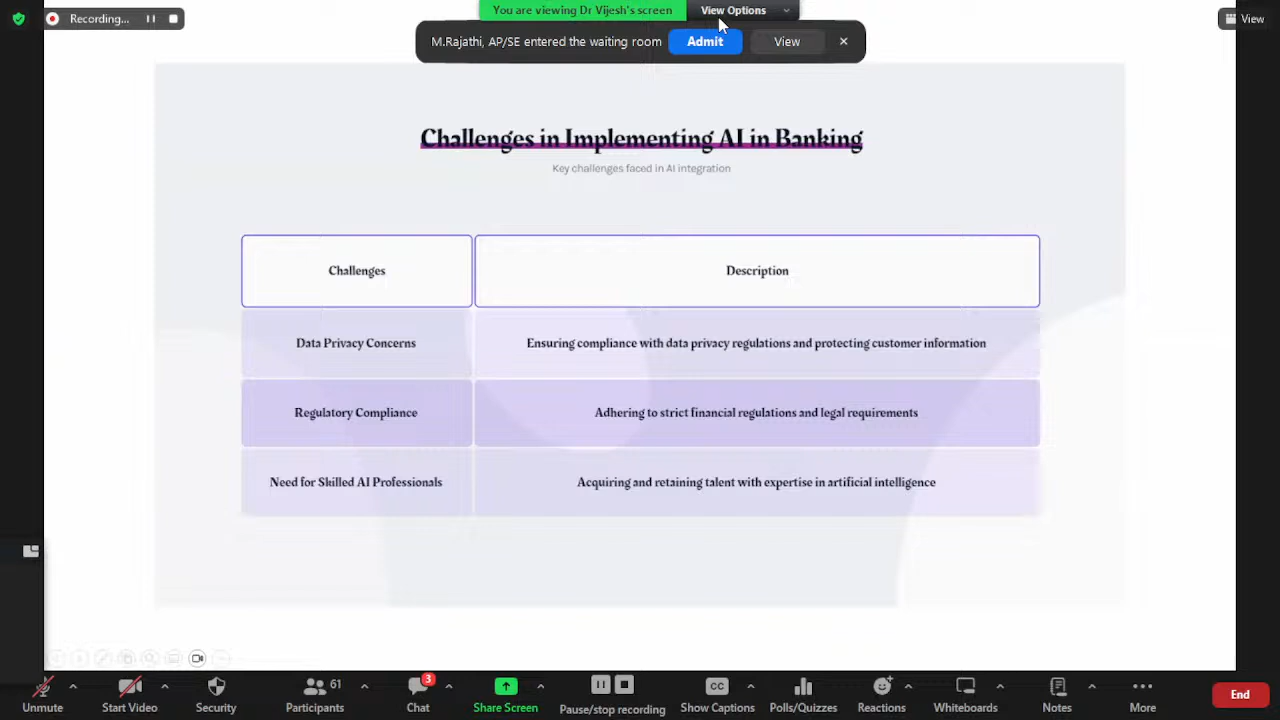 You are viewing Dr Vijesh's screen
View Options
Recording...
View
M.Rajathi, AP/SE entered the waiting room
Admit
View
Challenges in Implementing AI in Banking
Key challenges faced in AI integration
Challenges
Description
Data Privacy Concerns
Ensuring compliance with data privacy regulations and protecting customer information
Regulatory Compliance
Adhering to strict financial regulations and legal requirements
Need for Skilled AI Professionals
Acquiring and retaining talent with expertise in artificial intelligence
61
3
CC
Unmute
Start Video
Security
Participants
Chat
Share Screen
Pause/stop recording
Show Captions
Polls/Quizzes
Reactions
Whiteboards
Notes
More
End